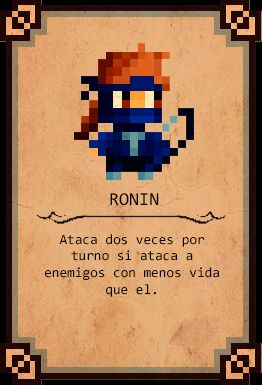 RONIN
Ataca dos veces por
turno si ataca a
enemigos con menos vida
que el.